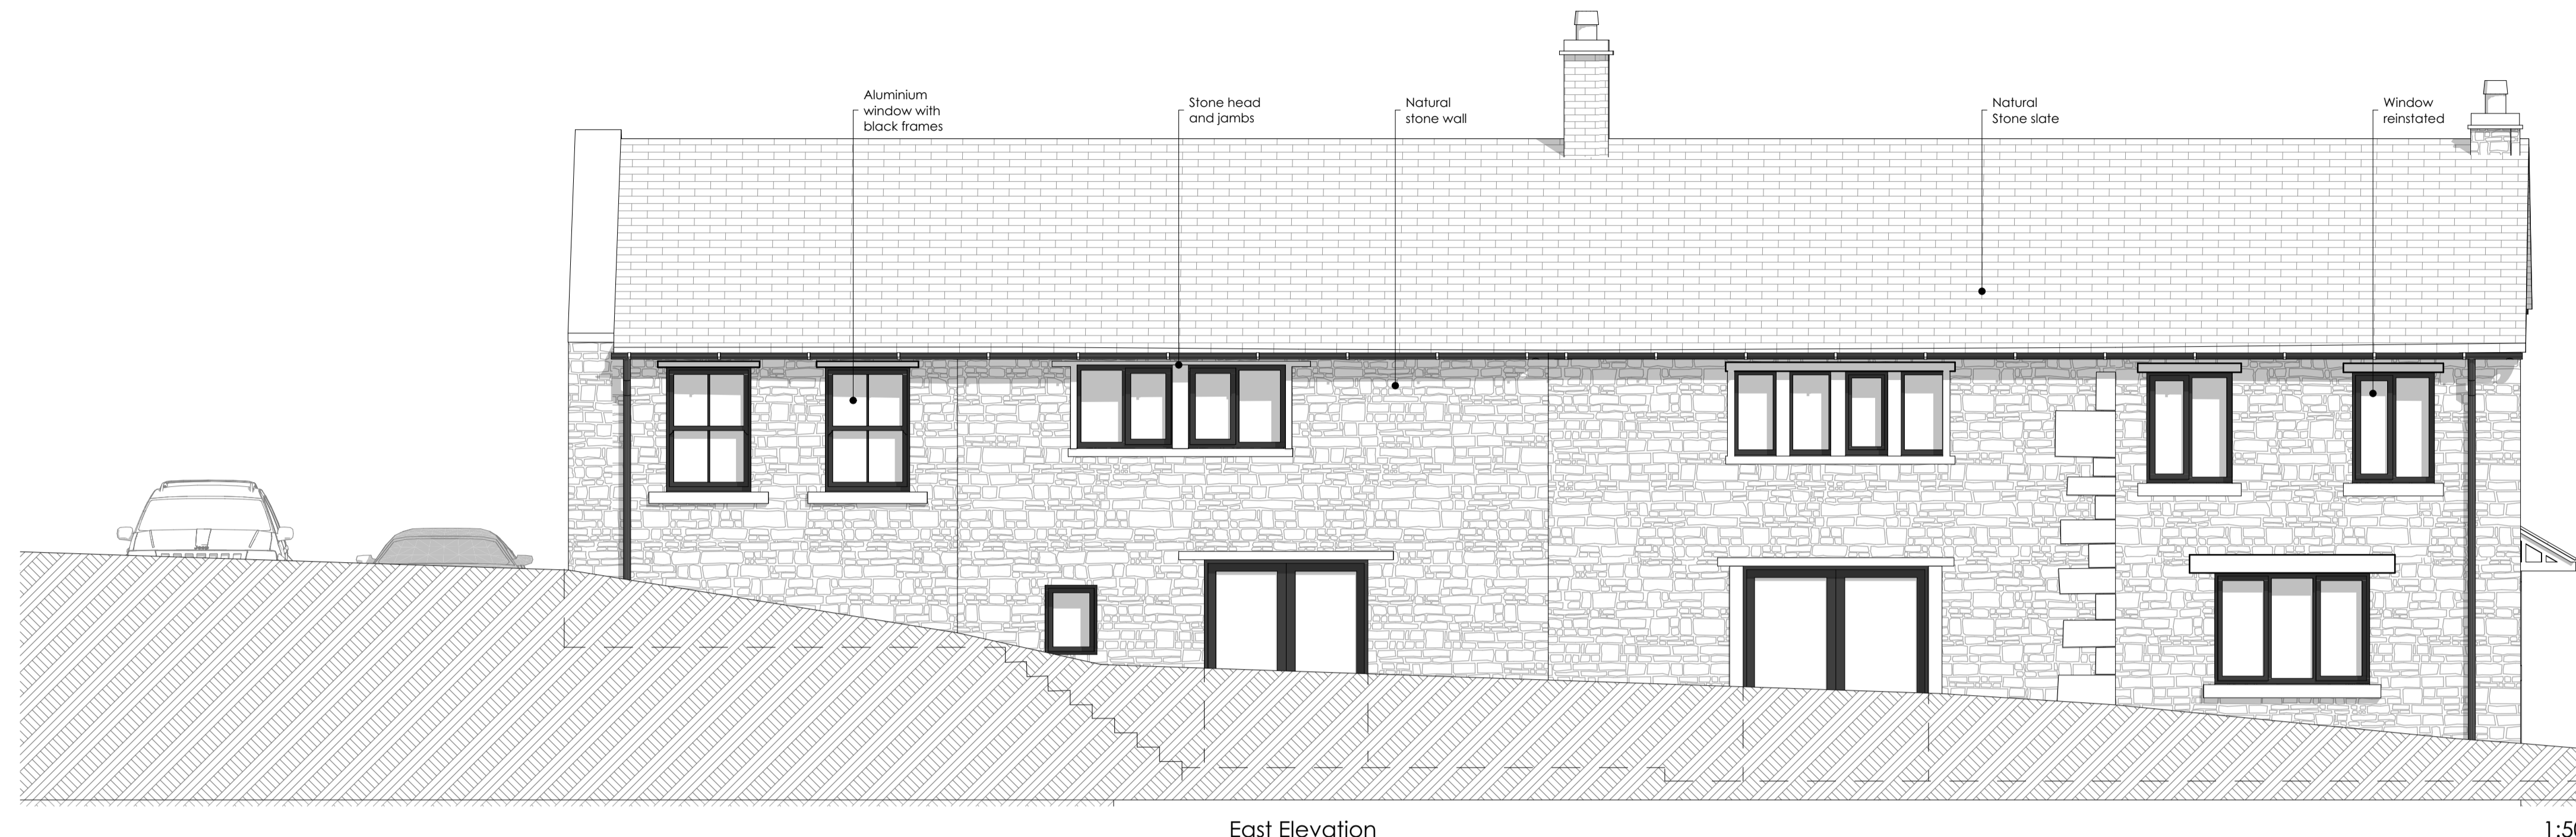 Aluminium
window with
black frames
Stone head
and jambs
Natural
stone wall
Natural
Stone slate
Window
reinstated
East Elevation